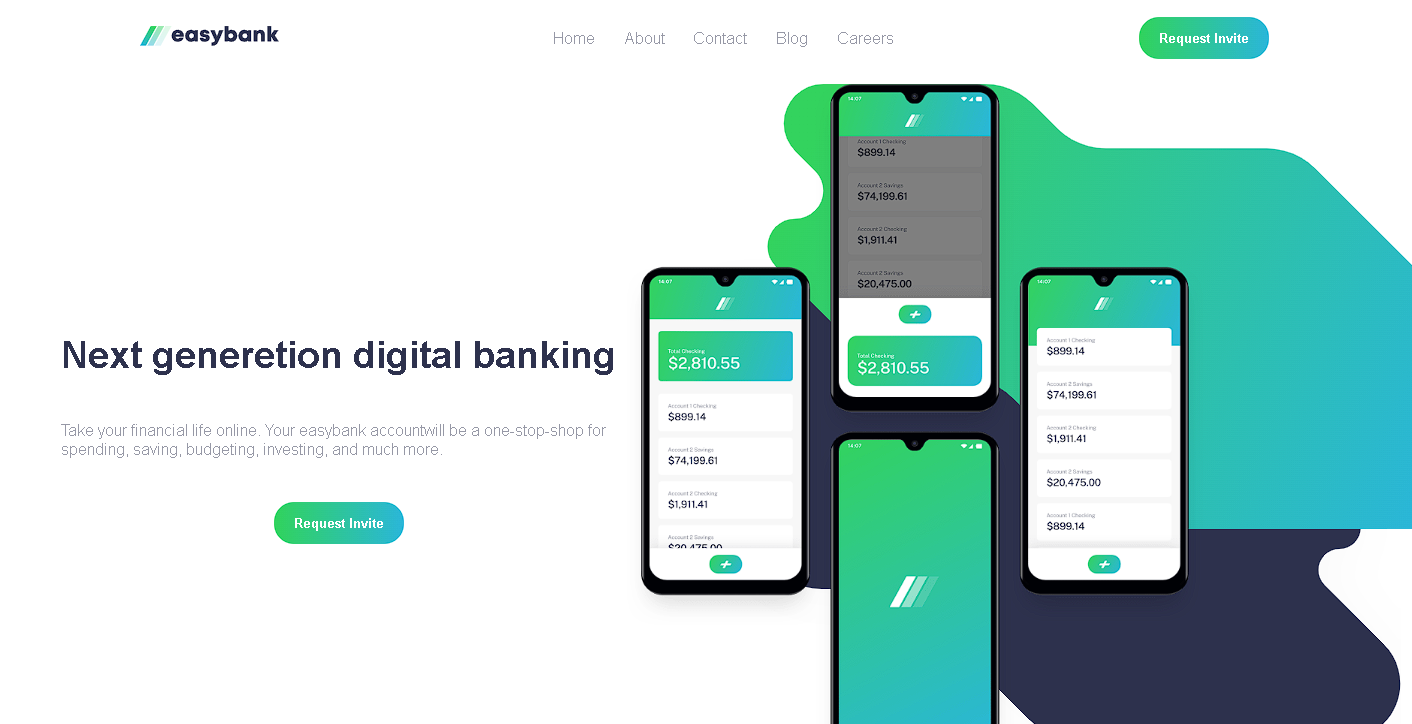 easybank
Home About Contact Blog Careers
Request Invite
Next generetion digital banking
Take your financial life online. Your easybank accountwill be a one-stop-shop for
spending, saving, budgeting, investing, and much more.
Request Invite
14:07
Total Checking
$2,810.55
Account 1 Checking
$899.14
Account 2 Savings
$74,199.61
Account 2 Checking
$1,911.41
Account 2 Savings
$20,475.00
14:07
Account 1 Checking
$899.14
Account 2 Savings
$74,199.61
Account 2 Checking
$1,911.41
Account 2 Savings
$20,475.00
Total Checking
$2,810.55
14:07
14:07
Account 1 Checking
$899.14
Account 2 Savings
$74,199.61
Account 2 Checking
$1,911.41
Account 2 Savings
$20,475.00
Account 1 Checking
$899.14